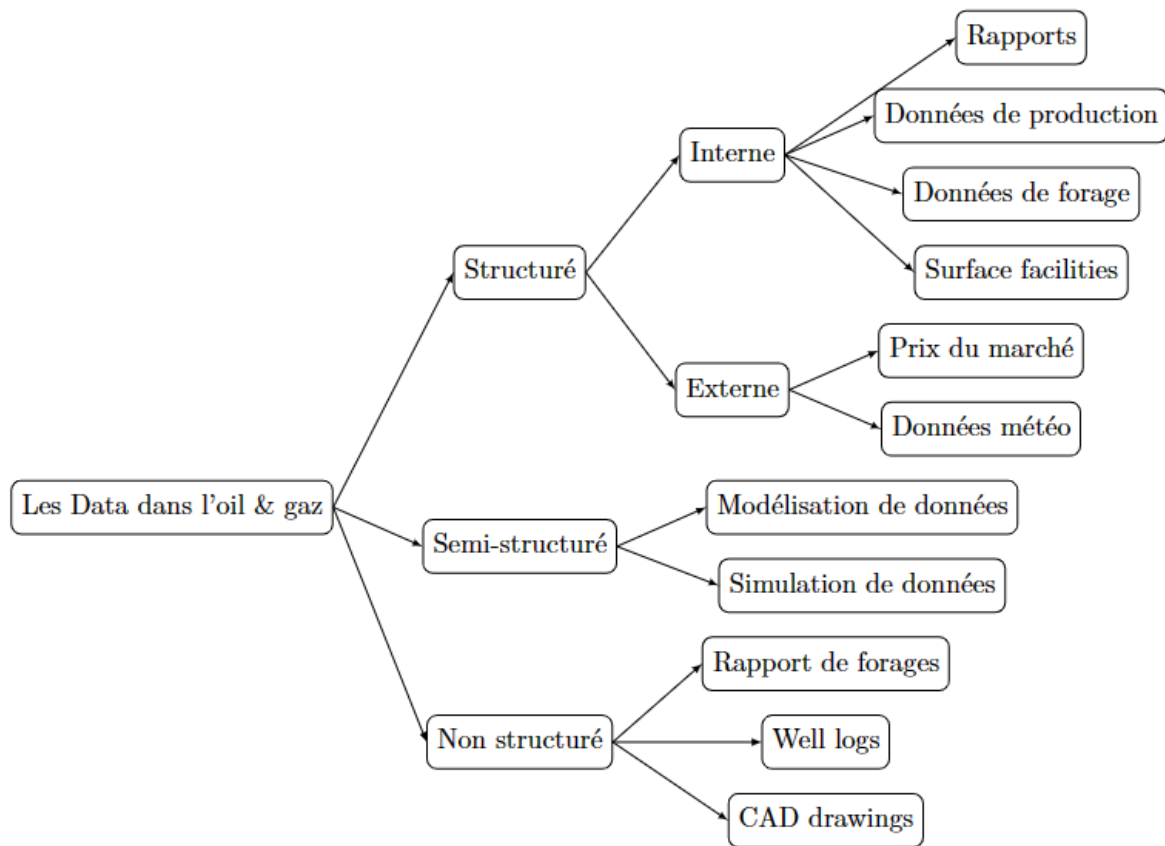 Rapports
Données de production
Interne
Données de forage
Structuré
Surface facilities
Prix du marché
Externe
Données météo
Les Data dans l'oil & gaz
Modélisation de données
Semi-structuré
Simulation de données
Rapport de forages
Non structuré
Well logs
CAD drawings